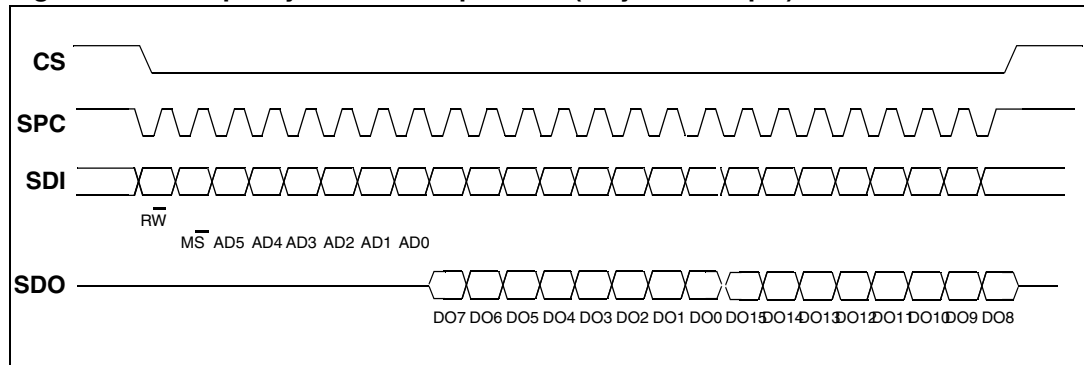 CS
SPC
SDI
RW
MS AD5 AD4 AD3 AD2 AD1 AD0
SDO
DO7 DO6 DO5 DO4 DO3 DO2 DO1 DO0 DO15 DO14 DO13 DO12 DO11 DO10 DO9 DO8